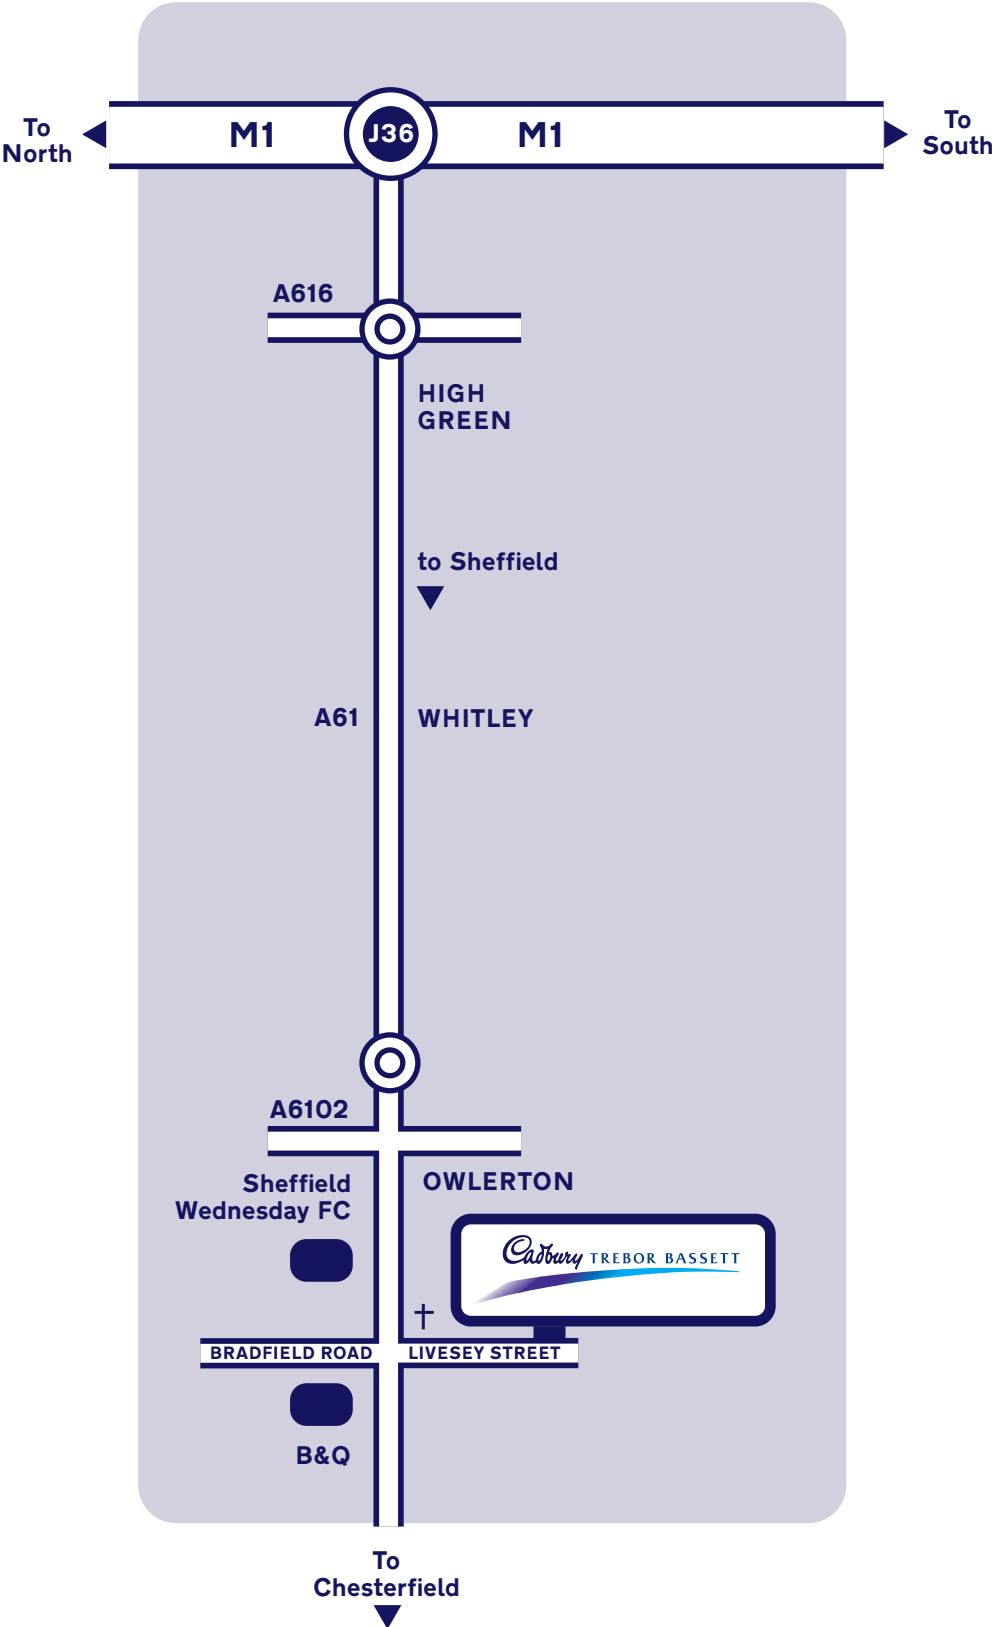 To
North
M1
J36
M1
To
South
A616
HIGH
GREEN
to Sheffield
A61
WHITLEY
A6102
Sheffield
Wednesday FC
OWLERTON
Cadbury TREBOR BASSETT
BRADFIELD ROAD
LIVESEY STREET
B&Q
To
Chesterfield